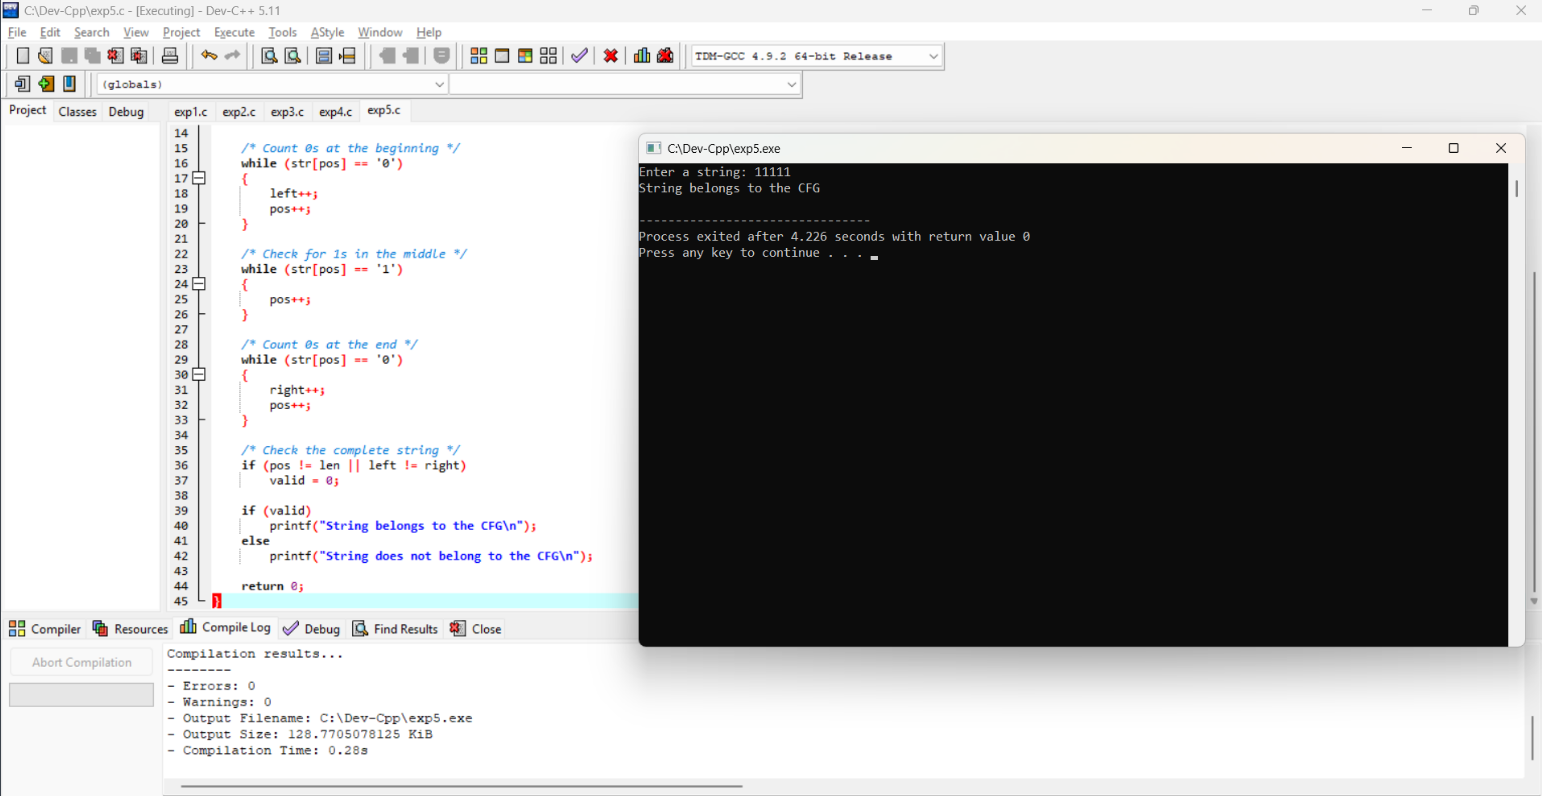 C:\Dev-Cpp\exp5.c - [Executing] - Dev-C++ 5.11
File Edit Search View Project Execute Tools AStyle Window Help
TDM-GCC 4.9.2 64-bit Release
(globals)
Project Classes Debug
exp1.c exp2.c exp3.c exp4.c exp5.c
14
15 /* Count 0s at the beginning */
16 while (str[pos] == '0')
17 {
18 left++;
19 pos++;
20 }
21
22 /* Check for 1s in the middle */
23 while (str[pos] == '1')
24 {
25 pos++;
26 }
27
28 /* Count 0s at the end */
29 while (str[pos] == '0')
30 {
31 right++;
32 pos++;
33 }
34
35 /* Check the complete string */
36 if (pos != len || left != right)
37 valid = 0;
38
39 if (valid)
40 printf("String belongs to the CFG\n");
41 else
42 printf("String does not belong to the CFG\n");
43
44 return 0;
45 }
C:\Dev-Cpp\exp5.exe
Enter a string: 11111
String belongs to the CFG
--------------------------------
Process exited after 4.226 seconds with return value 0
Press any key to continue . . .
Compiler Resources Compile Log Debug Find Results Close
Abort Compilation
Compilation results...
--------
- Errors: 0
- Warnings: 0
- Output Filename: C:\Dev-Cpp\exp5.exe
- Output Size: 128.7705078125 KiB
- Compilation Time: 0.28s